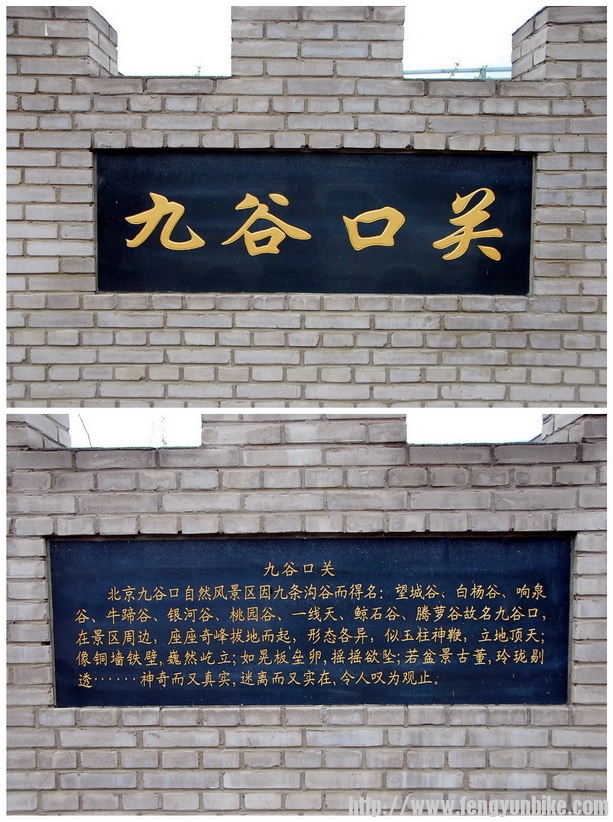 九谷口关
九谷口关
北京九谷口自然风景区因九条沟谷而得名：望城谷、白杨谷、响泉
谷、牛蹄谷、银河谷、桃园谷、一线天、鲸石谷、腾萝谷故名九谷口，
在景区周边，座座奇峰拔地而起，形态各异，似玉柱神鞭，立地顶天；
像铜墙铁壁，巍然屹立；如晃板垒卵，摇摇欲坠；若盆景古董，玲珑剔
透……神奇而又真实，迷离而又实在，令人叹为观止。
http://www.fengyunbike.com